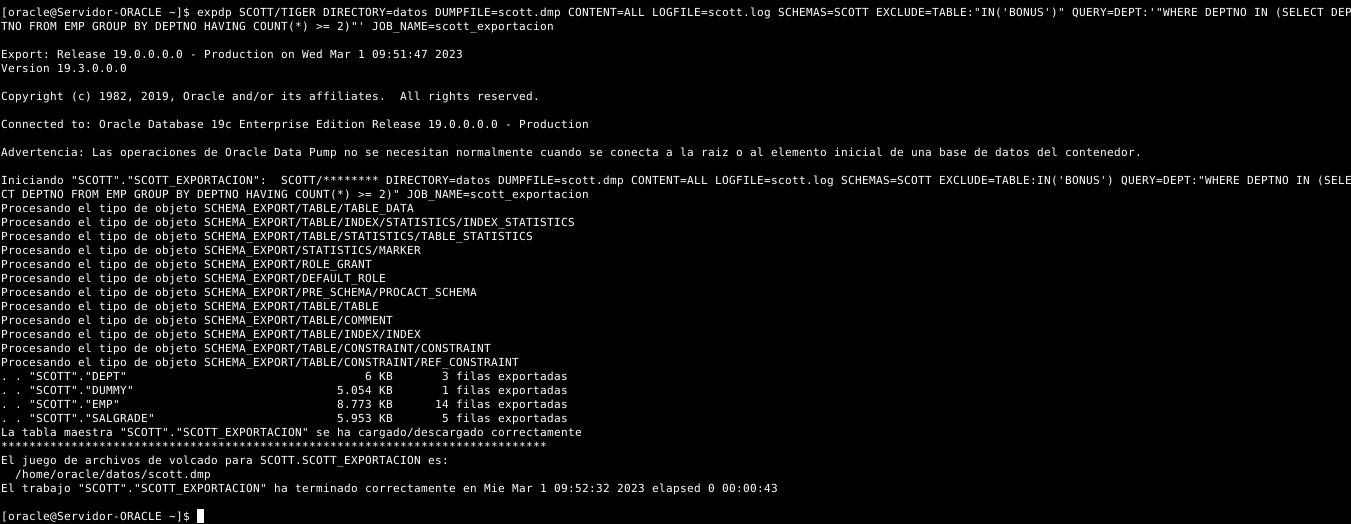 [oracle@Servidor-ORACLE ~]$ expdp SCOTT/TIGER DIRECTORY=datos DUMPFILE=scott.dmp CONTENT=ALL LOGFILE=scott.log SCHEMAS=SCOTT EXCLUDE=TABLE:"IN('BONUS')" QUERY=DEPT:'"WHERE DEPTNO IN (SELECT DEP
TNO FROM EMP GROUP BY DEPTNO HAVING COUNT(*) >= 2)"' JOB_NAME=scott_exportacion
Export: Release 19.0.0.0.0 - Production on Wed Mar 1 09:51:47 2023
Version 19.3.0.0.0
Copyright (c) 1982, 2019, Oracle and/or its affiliates.  All rights reserved.
Connected to: Oracle Database 19c Enterprise Edition Release 19.0.0.0.0 - Production
Advertencia: Las operaciones de Oracle Data Pump no se necesitan normalmente cuando se conecta a la raiz o al elemento inicial de una base de datos del contenedor.
Iniciando "SCOTT"."SCOTT_EXPORTACION":  SCOTT/******** DIRECTORY=datos DUMPFILE=scott.dmp CONTENT=ALL LOGFILE=scott.log SCHEMAS=SCOTT EXCLUDE=TABLE:IN('BONUS') QUERY=DEPT:"WHERE DEPTNO IN (SELE
CT DEPTNO FROM EMP GROUP BY DEPTNO HAVING COUNT(*) >= 2)" JOB_NAME=scott_exportacion
Procesando el tipo de objeto SCHEMA_EXPORT/TABLE/TABLE_DATA
Procesando el tipo de objeto SCHEMA_EXPORT/TABLE/INDEX/STATISTICS/INDEX_STATISTICS
Procesando el tipo de objeto SCHEMA_EXPORT/TABLE/STATISTICS/TABLE_STATISTICS
Procesando el tipo de objeto SCHEMA_EXPORT/STATISTICS/MARKER
Procesando el tipo de objeto SCHEMA_EXPORT/ROLE_GRANT
Procesando el tipo de objeto SCHEMA_EXPORT/DEFAULT_ROLE
Procesando el tipo de objeto SCHEMA_EXPORT/PRE_SCHEMA/PROCACT_SCHEMA
Procesando el tipo de objeto SCHEMA_EXPORT/TABLE/TABLE
Procesando el tipo de objeto SCHEMA_EXPORT/TABLE/COMMENT
Procesando el tipo de objeto SCHEMA_EXPORT/TABLE/INDEX/INDEX
Procesando el tipo de objeto SCHEMA_EXPORT/TABLE/CONSTRAINT/CONSTRAINT
Procesando el tipo de objeto SCHEMA_EXPORT/TABLE/CONSTRAINT/REF_CONSTRAINT
. . "SCOTT"."DEPT"                                  6 KB       3 filas exportadas
. . "SCOTT"."DUMMY"                             5.054 KB       1 filas exportadas
. . "SCOTT"."EMP"                               8.773 KB      14 filas exportadas
. . "SCOTT"."SALGRADE"                          5.953 KB       5 filas exportadas
La tabla maestra "SCOTT"."SCOTT_EXPORTACION" se ha cargado/descargado correctamente
******************************************************************************
El juego de archivos de volcado para SCOTT.SCOTT_EXPORTACION es:
  /home/oracle/datos/scott.dmp
El trabajo "SCOTT"."SCOTT_EXPORTACION" ha terminado correctamente en Mie Mar 1 09:52:32 2023 elapsed 0 00:00:43
[oracle@Servidor-ORACLE ~]$